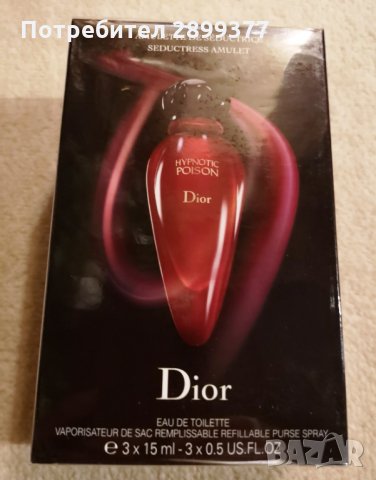 Потребител 2899377
SEDUCTRESS AMULET
HYPNOTIC
POISON
Dior
Dior
EAU DE TOILETTE
VAPORISATEUR DE SAC REMPLISSABLE REFILLABLE PURSE SPRAY
e 3 x 15 ml - 3 x 0.5 US.FL.OZ
БАЗАР